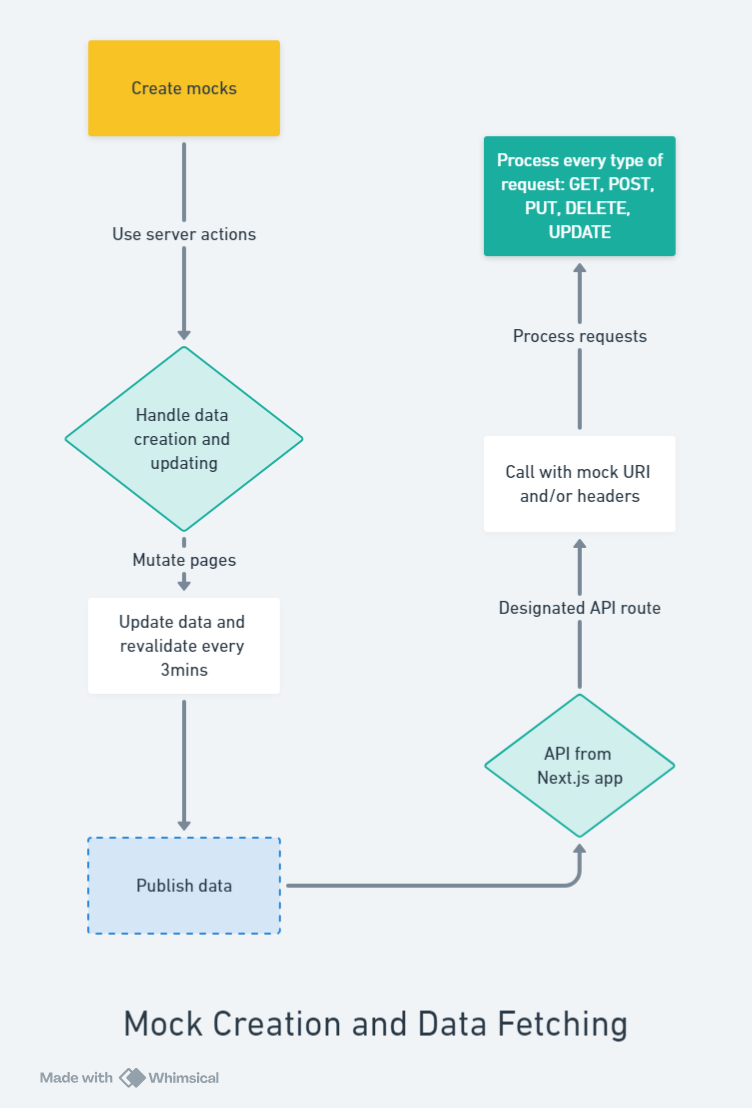 Create mocks
Use server actions
Handle data
creation and
updating
Mutate pages
Update data and
revalidate every
3mins
Publish data
API from
Next.js app
Designated API route
Call with mock URI
and/or headers
Process requests
Process every type of
request: GET, POST,
PUT, DELETE,
UPDATE
Mock Creation and Data Fetching
Made with Whimsical